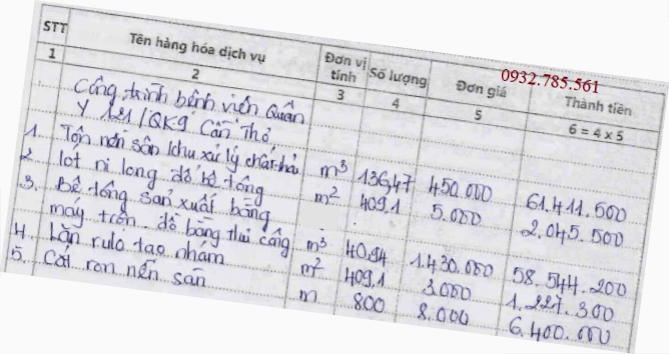 0932.785.561
STT Tên hàng hóa dịch vụ Đơn vị tính Số lượng Đơn giá Thành tiền
1 2 3 4 5 6 = 4 x 5
Công trình bệnh viện Quân
Y 121 / QK9 Cần Thơ
1. Tôn nền sân khu xử lý chất thải m³ 136,47 450.000 61.411.500
2. lót ni long đổ bê tông m² 409,1 5.000 2.045.500
3. Bê tông sản xuất bằng
máy trộn. đổ bằng thủ công m³ 40.94 1.430.000 58.544.200
4. Lăn rulo tạo nhám m² 409,1 3.000 1.227.300
5. Cắt ron nền sân m 800 8.000 6.400.000